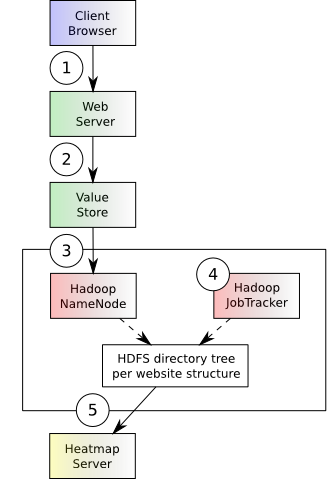 Client
Browser
1
Web
Server
2
Value
Store
3
4
Hadoop
NameNode
Hadoop
JobTracker
HDFS directory tree
per website structure
5
Heatmap
Server